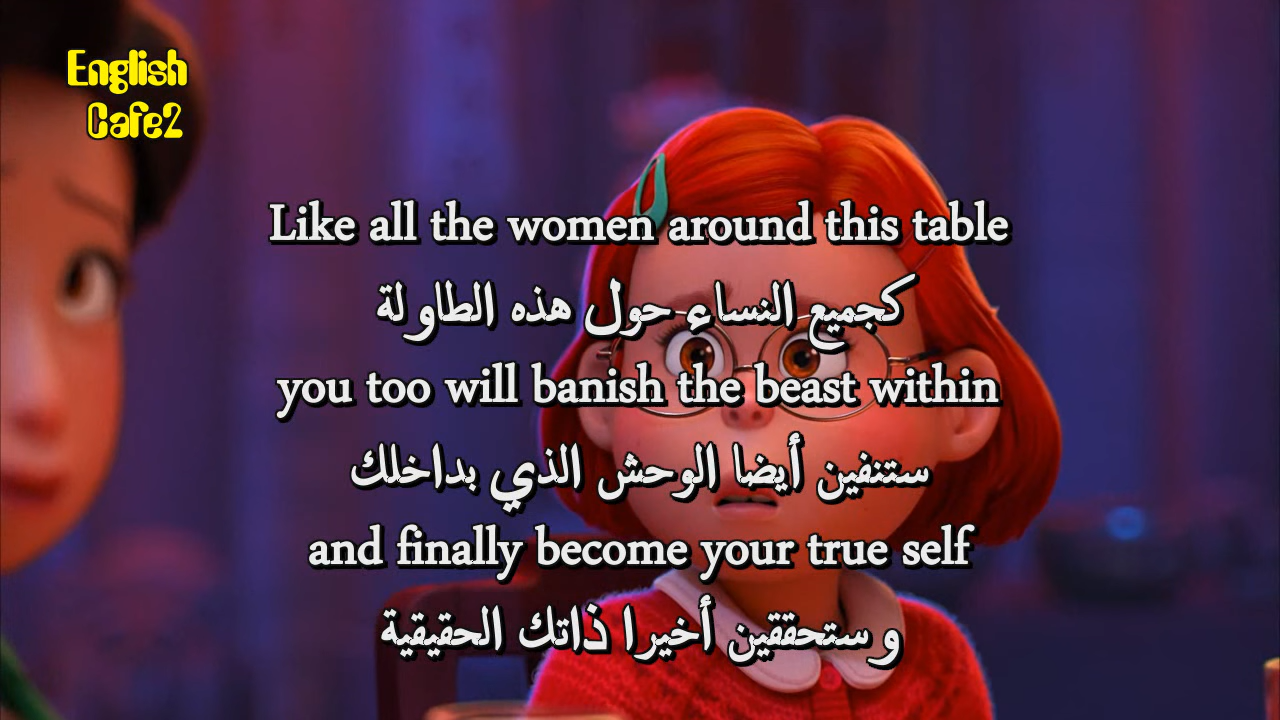 English
Cafe2
Like all the women around this table
كجميع النساء حول هذه الطاولة
you too will banish the beast within
ستنفين أيضا الوحش الذي بداخلك
and finally become your true self
وستحققين أخيرا ذاتك الحقيقية